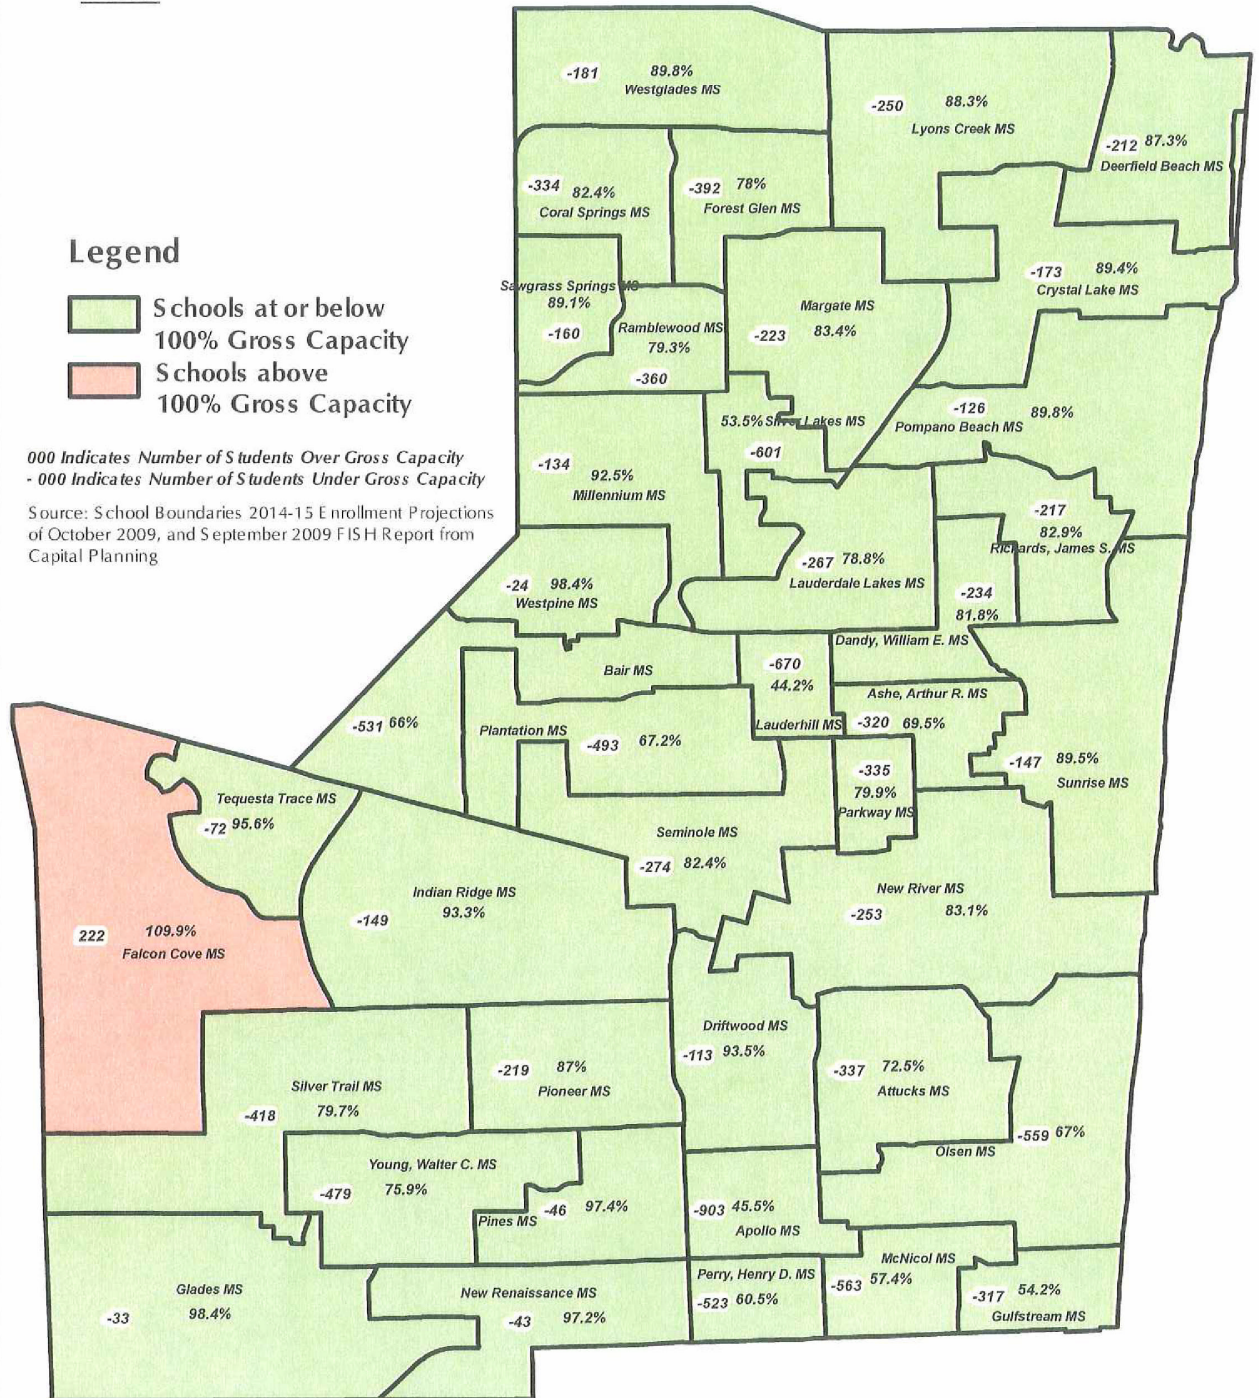 -181 89.8%
Westglades MS
-250 88.3%
Lyons Creek MS
-212 87.3%
Deerfield Beach MS
-334 82.4%
Coral Springs MS
-392 78%
Forest Glen MS
-173 89.4%
Crystal Lake MS
Legend
Schools at or below
100% Gross Capacity
Schools above
100% Gross Capacity
000 Indicates Number of Students Over Gross Capacity
- 000 Indicates Number of Students Under Gross Capacity
Source: School Boundaries 2014-15 Enrollment Projections
of October 2009, and September 2009 FISH Report from
Capital Planning
Sawgrass Springs MS
89.1%
-160
Ramblewood MS
79.3%
-360
Margate MS
-223 83.4%
53.5% Silver Lakes MS
-601
-126 89.8%
Pompano Beach MS
-134 92.5%
Millennium MS
-217
82.9%
Rickards, James S. MS
-267 78.8%
Lauderdale Lakes MS
-24 98.4%
Westpine MS
-234
81.8%
Dandy, William E. MS
Bair MS
-531 66%
-670
44.2%
Lauderhill MS
Ashe, Arthur R. MS
-320 69.5%
Plantation MS
-493 67.2%
-335
79.9%
Parkway MS
-147 89.5%
Sunrise MS
Tequesta Trace MS
-72 95.6%
Seminole MS
-274 82.4%
Indian Ridge MS
93.3%
-149
New River MS
-253 83.1%
222 109.9%
Falcon Cove MS
Driftwood MS
-113 93.5%
-337 72.5%
Attucks MS
-219 87%
Pioneer MS
Silver Trail MS
-418 79.7%
-559 67%
Olsen MS
Young, Walter C. MS
-479 75.9%
Pines MS -46 97.4%
-903 45.5%
Apollo MS
McNicol MS
-563 57.4%
Perry, Henry D. MS
-523 60.5%
-317 54.2%
Gulfstream MS
Glades MS
-33 98.4%
New Renaissance MS
-43 97.2%